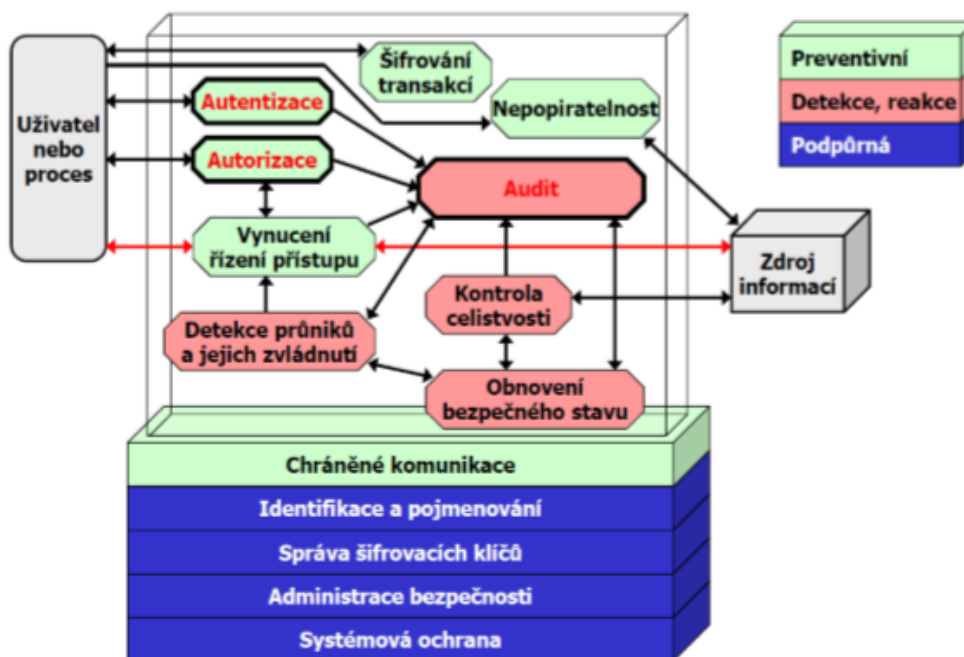 Šifrování
transakcí
Preventivní
Autentizace
Nepopiratelnost
Detekce, reakce
Uživatel
nebo
proces
Podpůrná
Autorizace
Audit
Vynucení
řízení přístupu
Zdroj
informací
Kontrola
celistvosti
Detekce průniků
a jejich zvládnutí
Obnovení
bezpečného stavu
Chráněné komunikace
Identifikace a pojmenování
Správa šifrovacích klíčů
Administrace bezpečnosti
Systémová ochrana